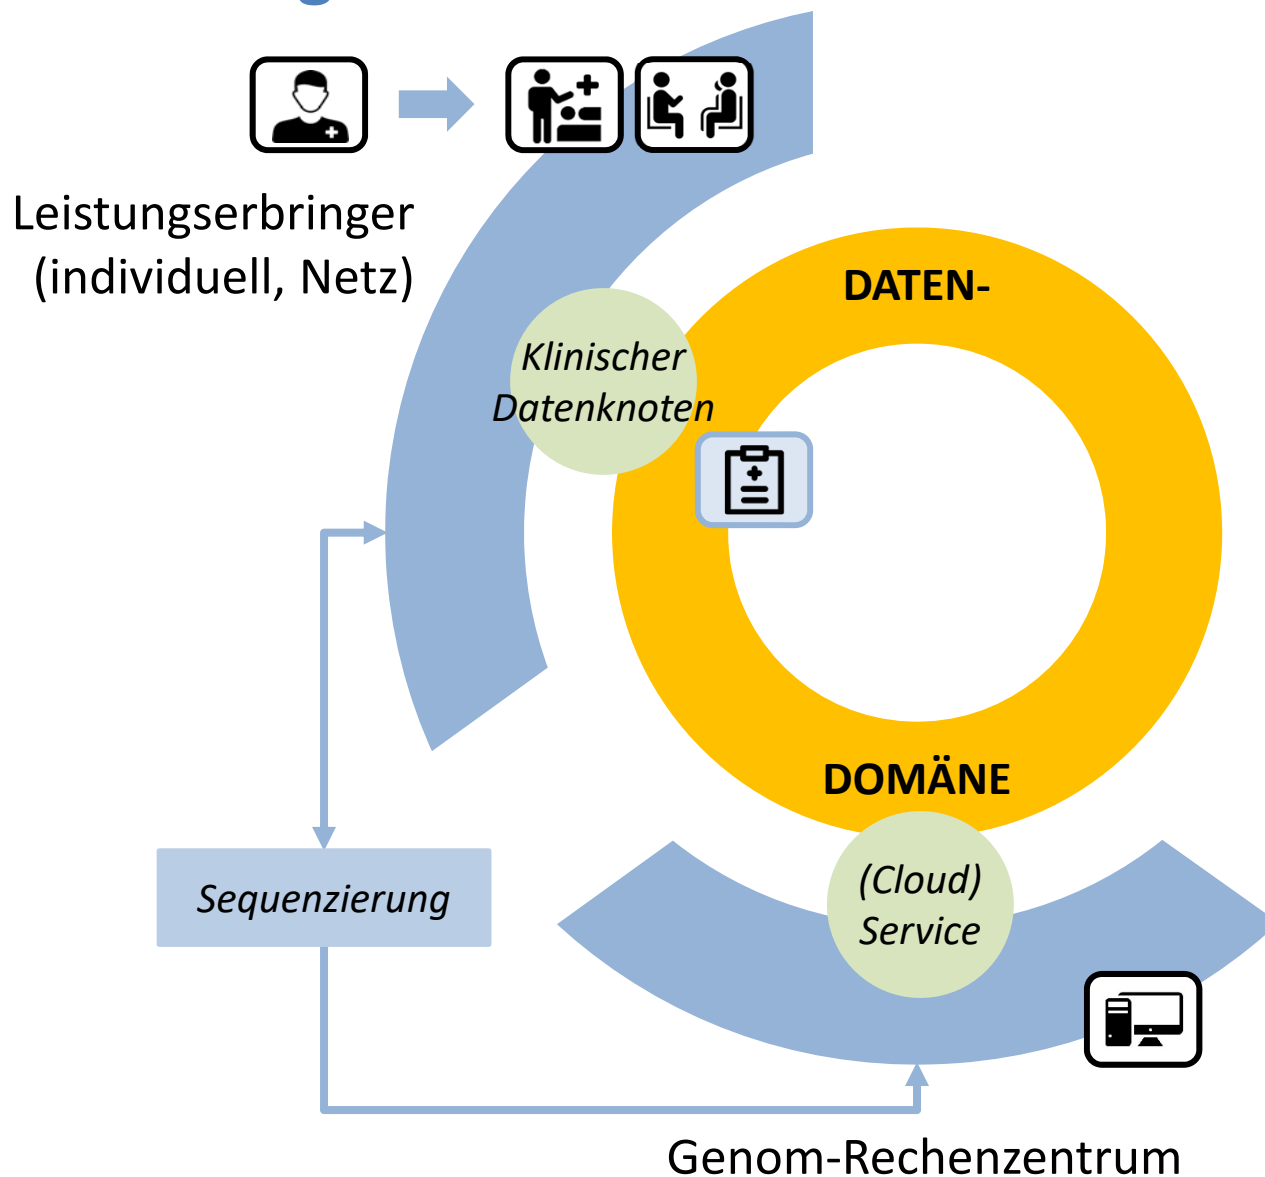 Leistungserbringer
(individuell, Netz)
DATEN-
Klinischer
Datenknoten
DOMÄNE
(Cloud)
Service
Sequenzierung
Genom-Rechenzentrum